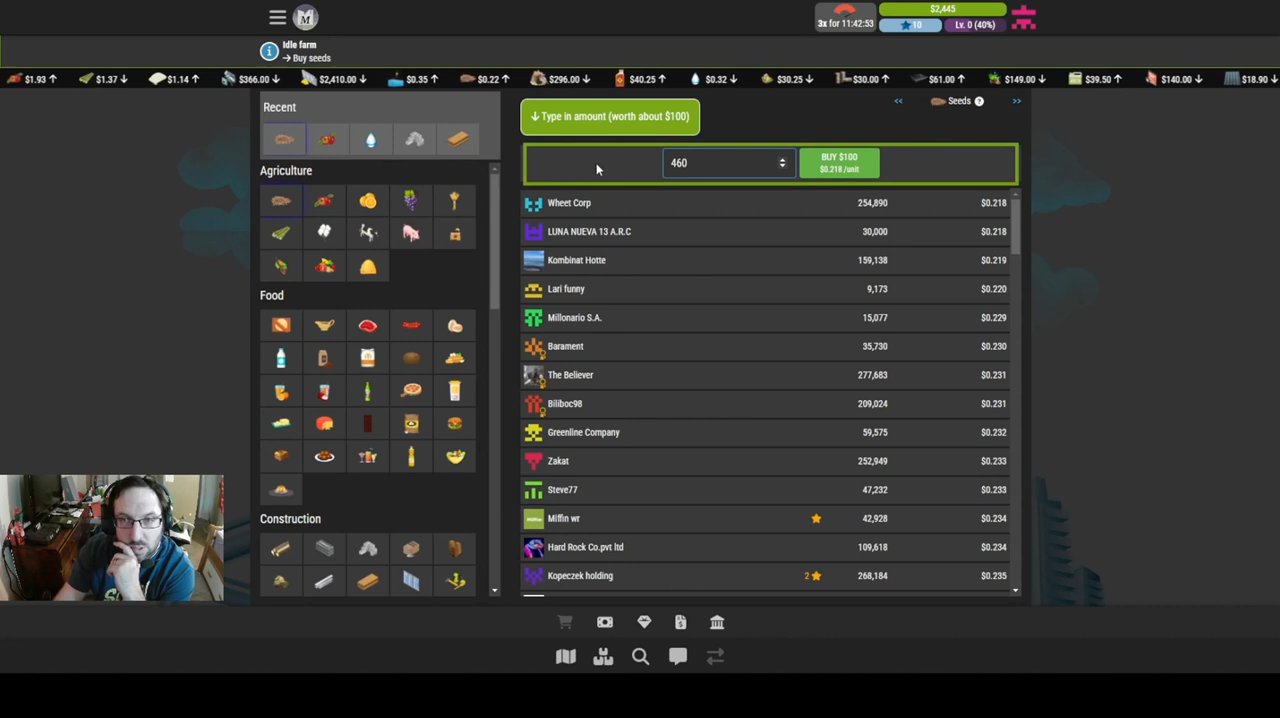 M
$2,445
3x for 11:42:53
10
Lv. 0 (40%)
Idle farm
→ Buy seeds
$1.93 ↑ $1.37 ↓ $1.14 ↑ $366.00 ↓ $2,410.00 ↓ $0.35 ↑ $0.22 ↑ $296.00 ↓ $40.25 ↑ $0.32 ↓ $30.25 ↓ $30.00 ↑ $61.00 ↑ $149.00 ↓ $39.50 ↑ $140.00 ↓ $18.90 ↓
Recent
Agriculture
Food
Construction
↓ Type in amount (worth about $100)
<< Seeds ? >>
460
BUY $100
$0.218 /unit
Wheet Corp 254,890 $0.218
LUNA NUEVA 13 A.R.C 30,000 $0.218
Kombinat Hotte 159,138 $0.219
Lari funny 9,173 $0.220
Millonario S.A. 15,077 $0.229
Barament 35,730 $0.230
The Believer 277,683 $0.231
Biliboc98 209,024 $0.231
Greenline Company 59,575 $0.232
Zakat 252,949 $0.233
Steve77 47,232 $0.233
Miffin wr 42,928 $0.234
Hard Rock Co.pvt ltd 109,618 $0.234
Kopeczek holding 2 268,184 $0.235